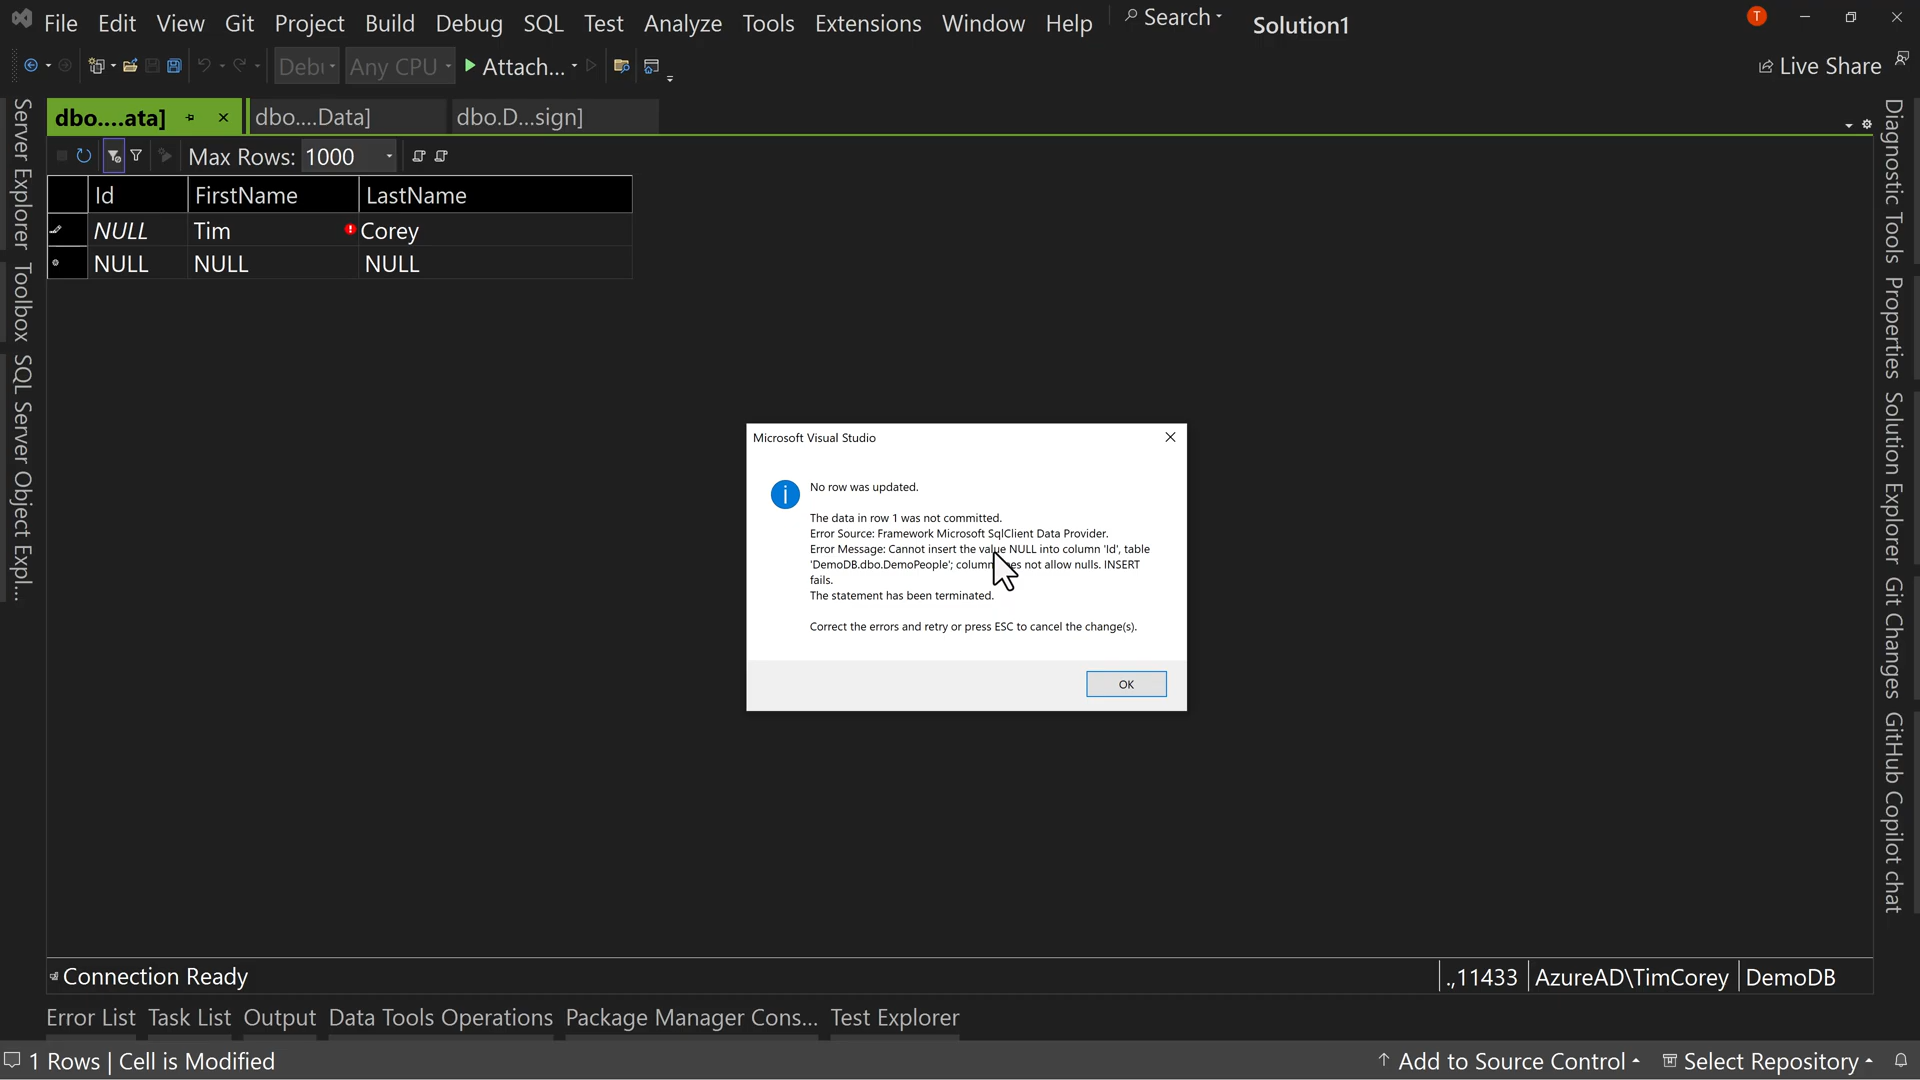 File Edit View Git Project Build Debug SQL Test Analyze Tools Extensions Window Help Search Solution1
T
Any CPU Attach... Live Share
dbo....ata] dbo....Data] dbo.D...sign]
Max Rows: 1000
Id FirstName LastName
NULL Tim Corey
NULL NULL NULL
Server Explorer
Toolbox
SQL Server Object Expl...
Microsoft Visual Studio
No row was updated.
The data in row 1 was not committed.
Error Source: Framework Microsoft SqlClient Data Provider.
Error Message: Cannot insert the value NULL into column 'Id', table
'DemoDB.dbo.DemoPeople'; column not allow nulls. INSERT
fails.
The statement has been terminated.
Correct the errors and retry or press ESC to cancel the change(s).
OK
Diagnostic Tools
Properties
Solution Explorer
Git Changes
GitHub Copilot chat
Connection Ready .,11433 AzureAD\TimCorey DemoDB
Error List Task List Output Data Tools Operations Package Manager Cons... Test Explorer
1 Rows | Cell is Modified Add to Source Control Select Repository